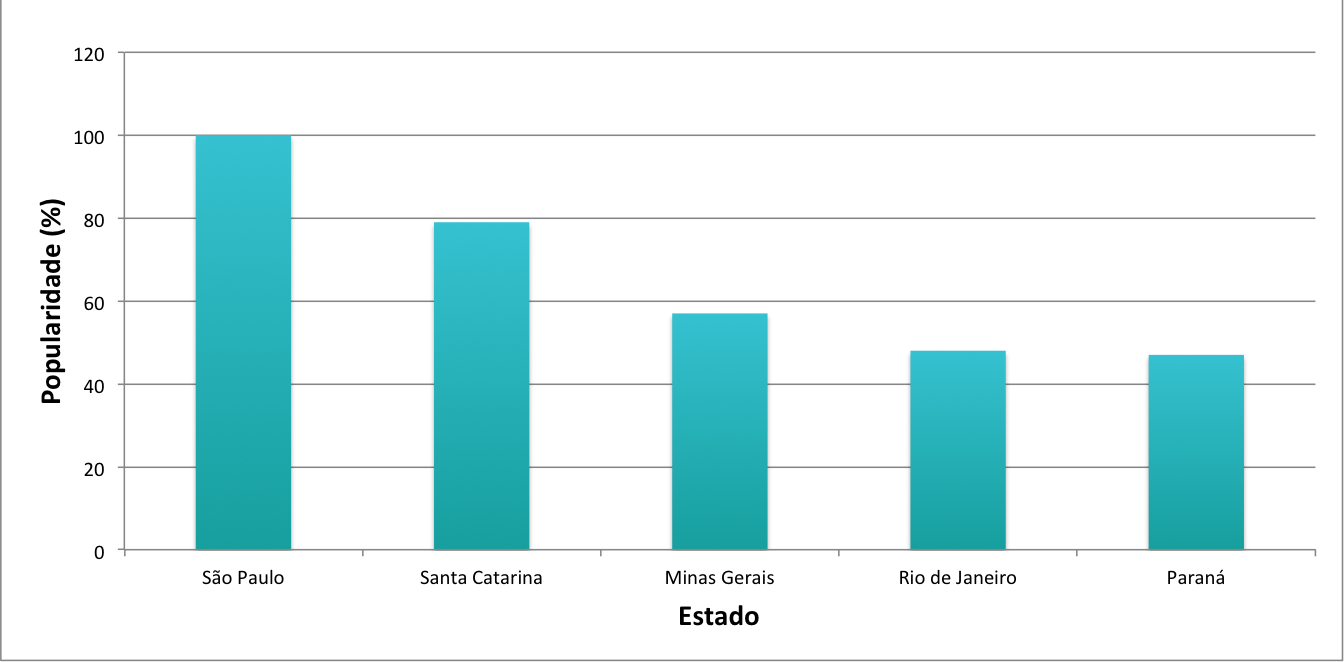 120
100
80
60
40
20
0
Popularidade (%)
São Paulo Santa Catarina Minas Gerais Rio de Janeiro Paraná
Estado